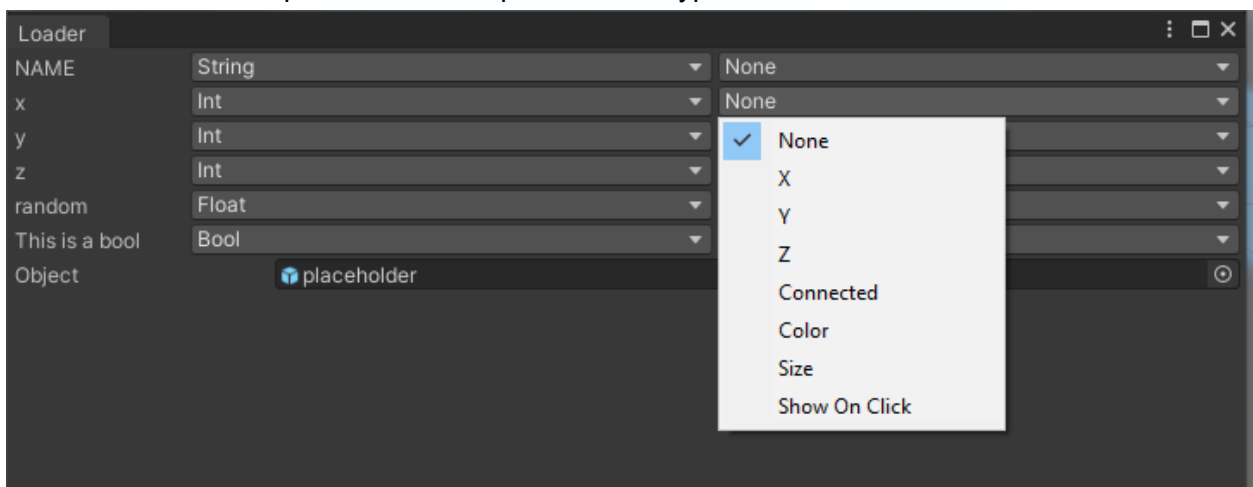 Loader
NAME String None
x Int None
y Int
z Int
random Float
This is a bool Bool
Object placeholder
None
X
Y
Z
Connected
Color
Size
Show On Click